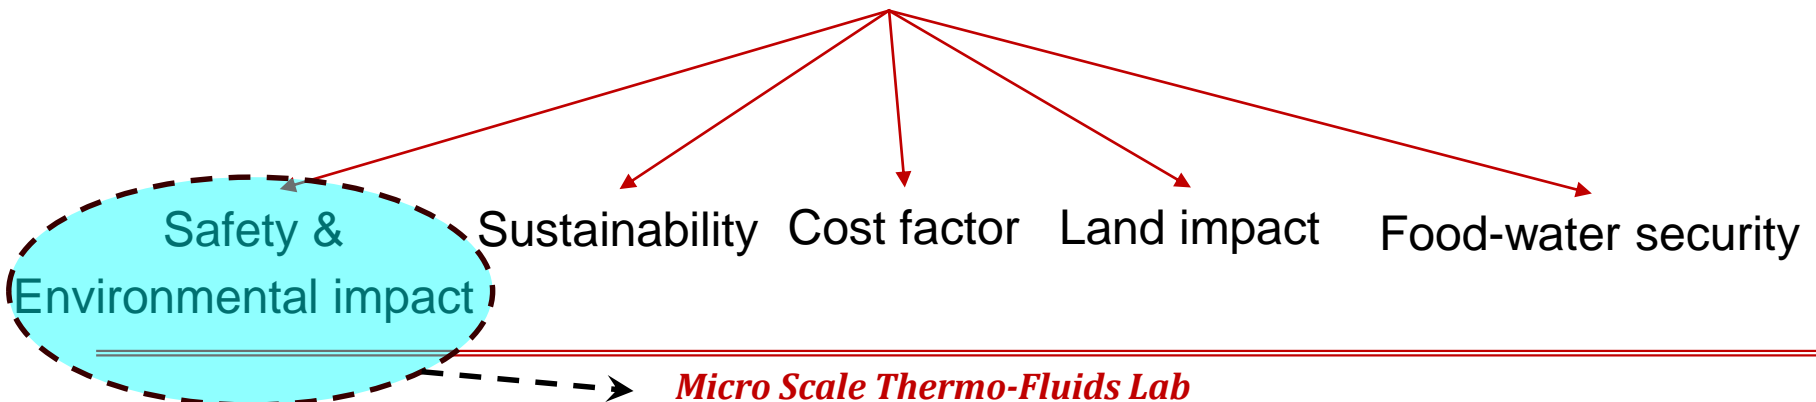 Safety & Sustainability Cost factor Land impact Food-water security
Environmental impact
Micro Scale Thermo-Fluids Lab